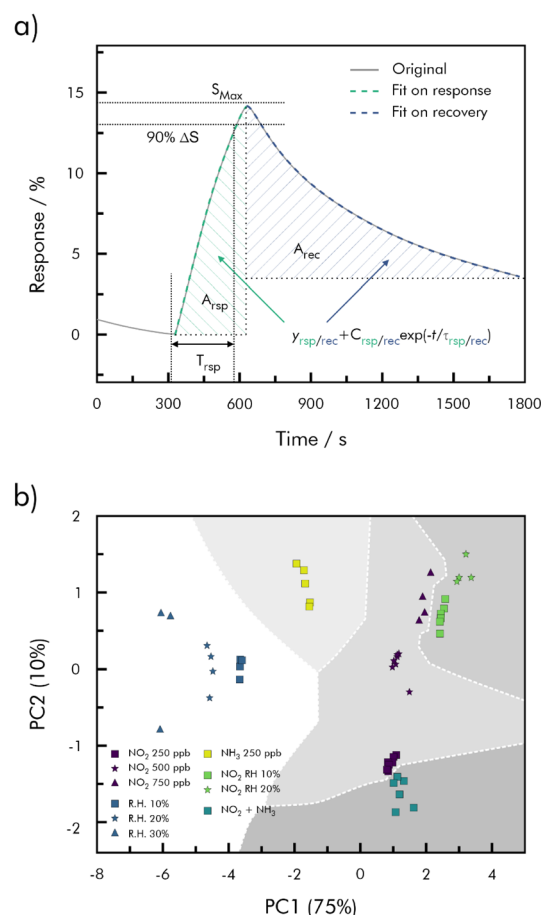 a)
Original
Fit on response
Fit on recovery
S_Max
90% ΔS
15
10
5
0
Response / %
A_rec
A_rsp
T_rsp
y_rsp/rec+C_rsp/rec exp(-t/τ_rsp/rec)
0 300 600 900 1200 1500 1800
Time / s
b)
2
1
0
-1
-2
PC2 (10%)
NO₂ 250 ppb
NO₂ 500 ppb
NO₂ 750 ppb
R.H. 10%
R.H. 20%
R.H. 30%
NH₃ 250 ppb
NO₂ RH 10%
NO₂ RH 20%
NO₂ + NH₃
-8 -6 -4 -2 0 2 4
PC1 (75%)